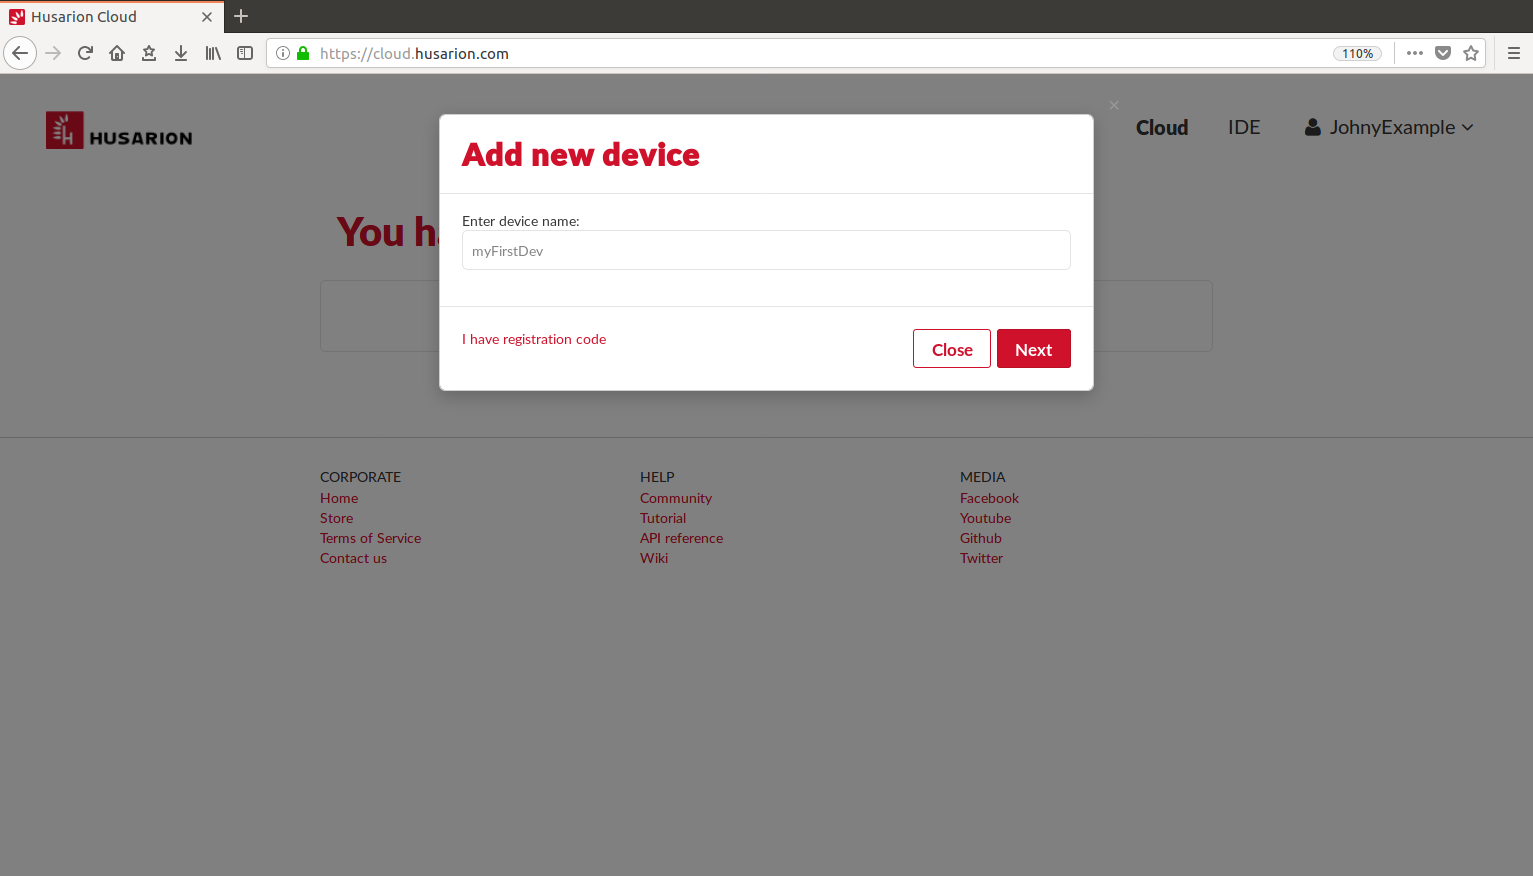 Husarion Cloud
https://cloud.husarion.com
110%
HUSARION
Cloud
IDE
JohnyExample
Add new device
You h
Enter device name:
myFirstDev
I have registration code
Close
Next
CORPORATE
Home
Store
Terms of Service
Contact us
HELP
Community
Tutorial
API reference
Wiki
MEDIA
Facebook
Youtube
Github
Twitter